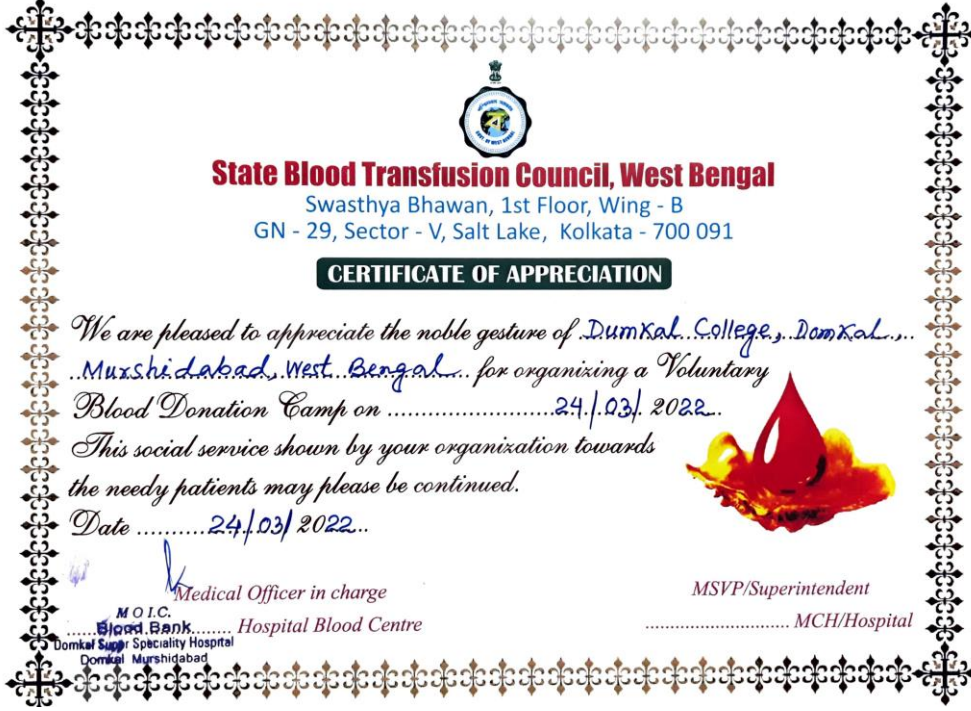 State Blood Transfusion Council, West Bengal
Swasthya Bhawan, 1st Floor, Wing - B
GN - 29, Sector - V, Salt Lake, Kolkata - 700 091
CERTIFICATE OF APPRECIATION
We are pleased to appreciate the noble gesture of Dumkal College, Domkal,
Murshidabad, West Bengal for organizing a Voluntary
Blood Donation Camp on ........................24/03/2022...
This social service shown by your organization towards
the needy patients may please be continued.
Date ..........24/03/2022...
Medical Officer in charge
M O I.C.
Blood Bank........ Hospital Blood Centre
Domkal Super Speciality Hospital
Domkal Murshidabad
MSVP/Superintendent
............................ MCH/Hospital